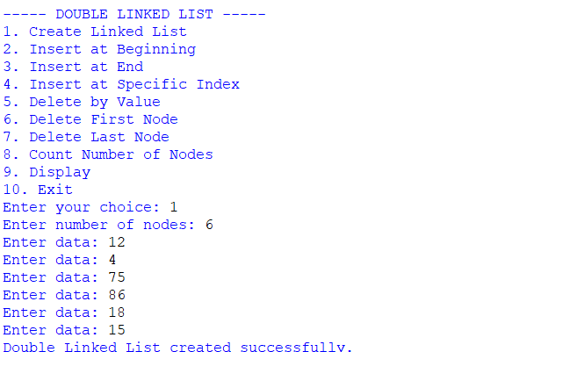 ----- DOUBLE LINKED LIST -----
1. Create Linked List
2. Insert at Beginning
3. Insert at End
4. Insert at Specific Index
5. Delete by Value
6. Delete First Node
7. Delete Last Node
8. Count Number of Nodes
9. Display
10. Exit
Enter your choice: 1
Enter number of nodes: 6
Enter data: 12
Enter data: 4
Enter data: 75
Enter data: 86
Enter data: 18
Enter data: 15
Double Linked List created successfully.